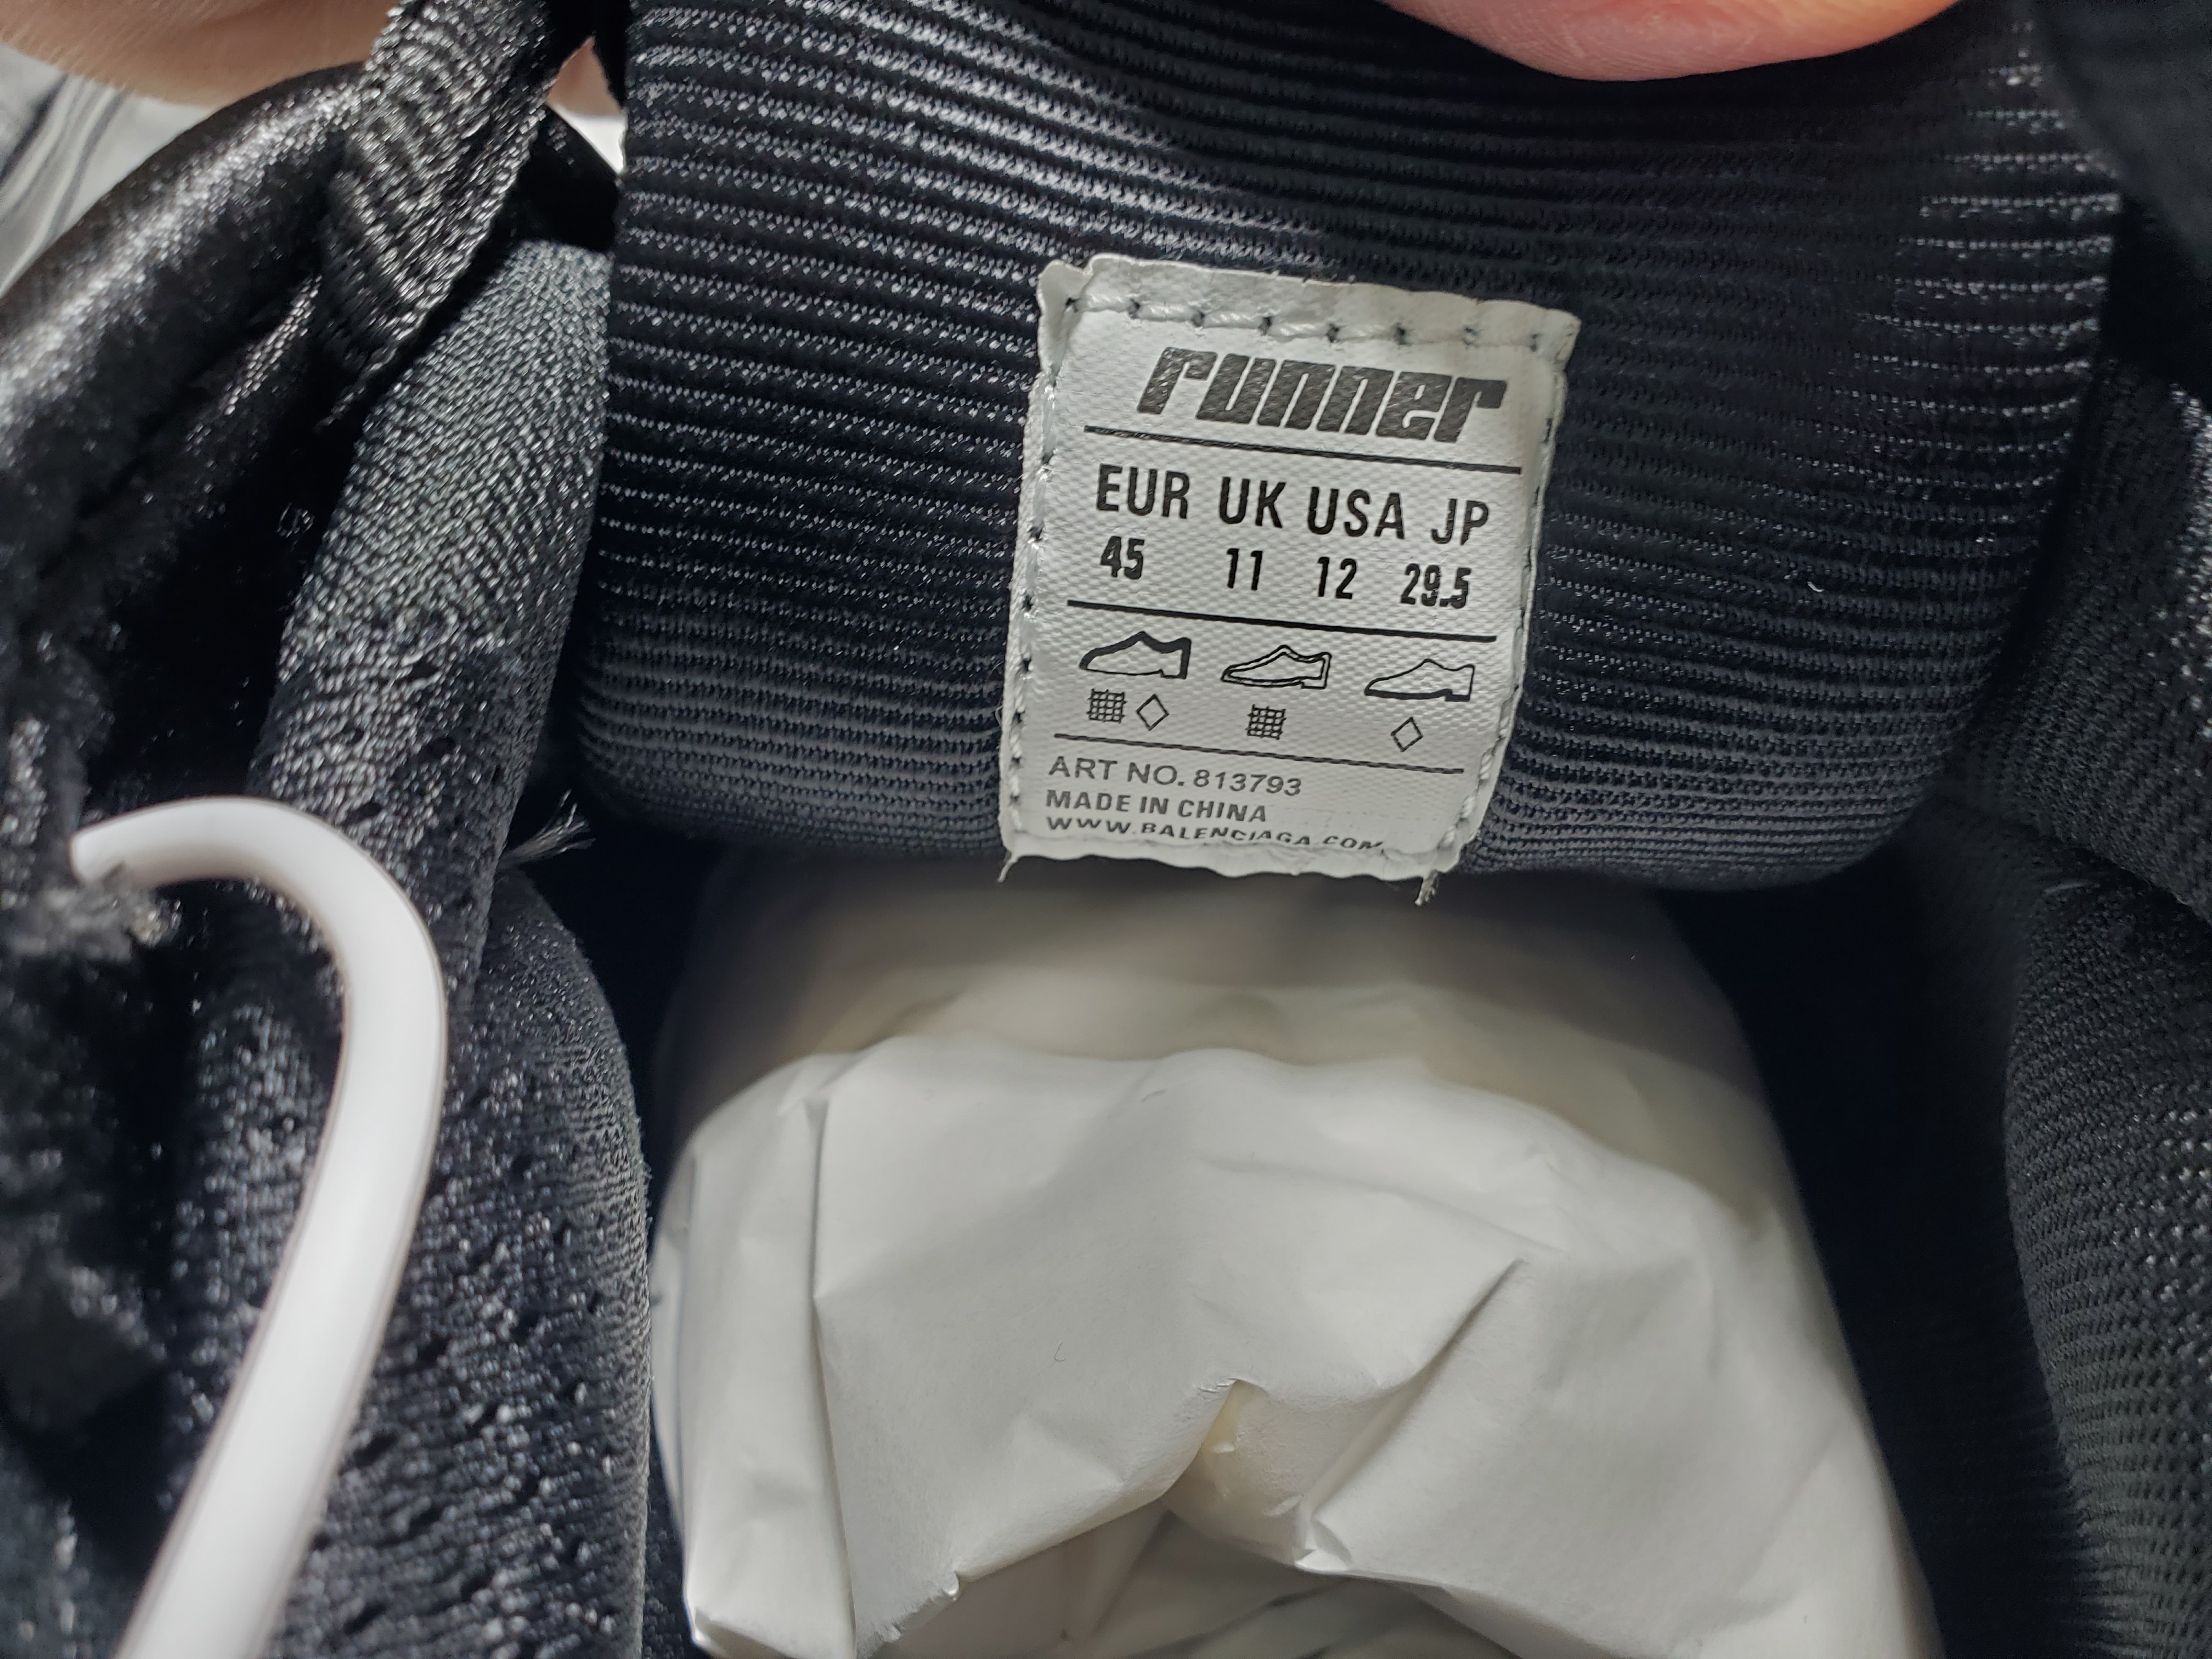 runner
EUR UK USA JP
45 11 12 29.5
ART NO. 813793
MADE IN CHINA
WWW.BALENCIAGA.COM